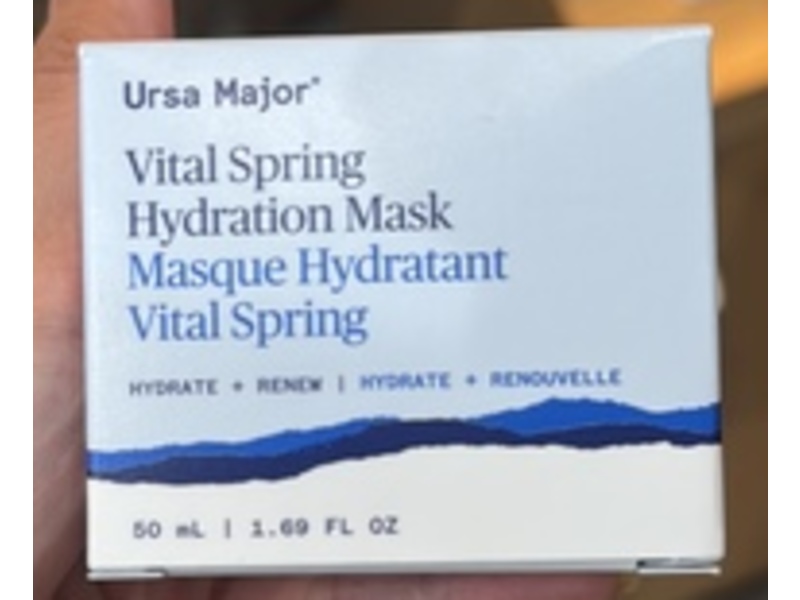 Ursa Major
Vital Spring
Hydration Mask
Masque Hydratant
Vital Spring
HYDRATE + RENEW | HYDRATE + RENOUVELLE
50 mL | 1.69 FL OZ